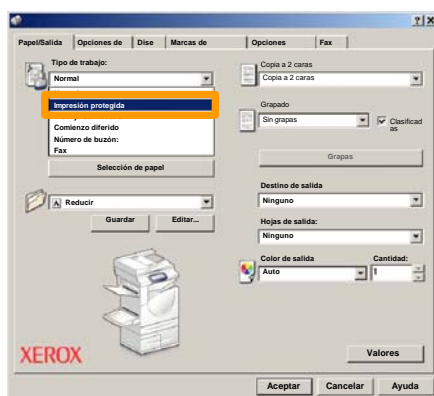 Papel/Salida Opciones de Dise Marcas de Opciones Fax
Tipo de trabajo:
Normal
Impresión protegida
Comienzo diferido
Número de buzón:
Fax
Selección de papel
Reducir
Guardar Editar...
XEROX
Copia a 2 caras
Copia a 2 caras
Grapado
Sin grapas
Clasificad
as
Grapas
Destino de salida
Ninguno
Hojas de salida:
Ninguno
Color de salida Cantidad:
Auto 1
Valores
Aceptar Cancelar Ayuda